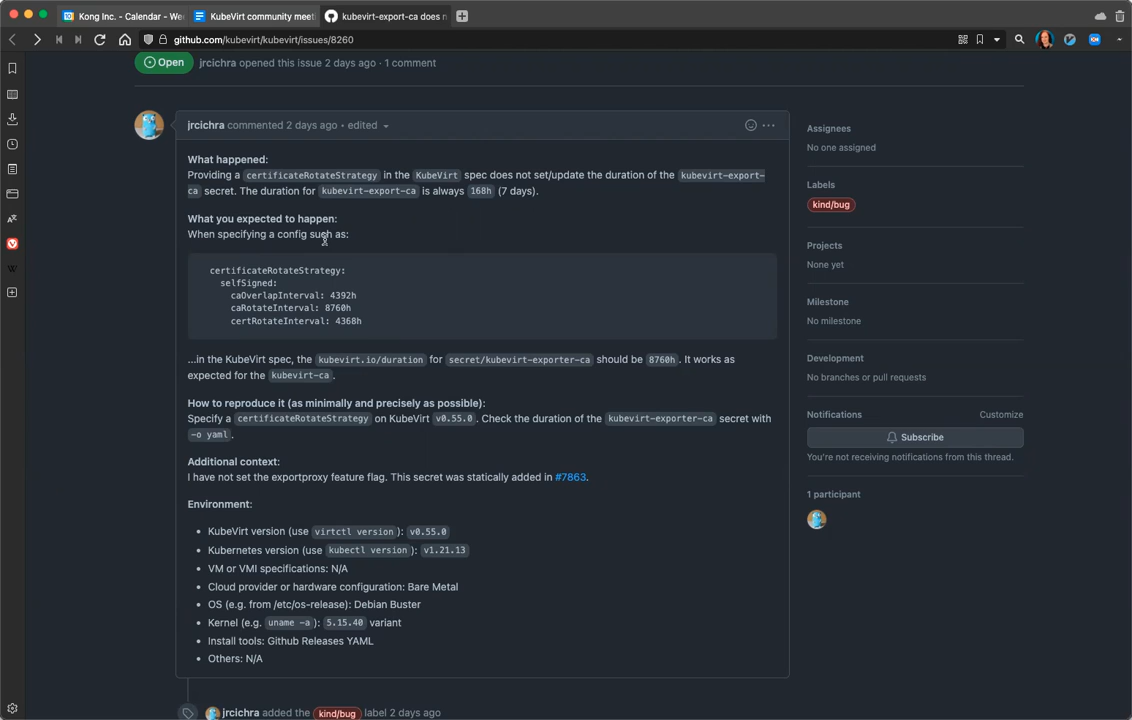 Kong Inc. - Calendar - We
KubeVirt community meeti
kubevirt-export-ca does n
github.com/kubevirt/kubevirt/issues/8260
Open
jrcichra opened this issue 2 days ago · 1 comment
jrcichra commented 2 days ago • edited
What happened:
Providing a certificateRotateStrategy in the KubeVirt spec does not set/update the duration of the kubevirt-export-
ca secret. The duration for kubevirt-export-ca is always 168h (7 days).
What you expected to happen:
When specifying a config such as:
certificateRotateStrategy:
selfSigned:
caOverlapInterval: 4392h
caRotateInterval: 8760h
certRotateInterval: 4368h
...in the KubeVirt spec, the kubevirt.io/duration for secret/kubevirt-exporter-ca should be 8760h. It works as
expected for the kubevirt-ca.
How to reproduce it (as minimally and precisely as possible):
Specify a certificateRotateStrategy on KubeVirt v0.55.0. Check the duration of the kubevirt-exporter-ca secret with
-o yaml.
Additional context:
I have not set the exportproxy feature flag. This secret was statically added in #7863.
Environment:
• KubeVirt version (use virtctl version): v0.55.0
• Kubernetes version (use kubectl version): v1.21.13
• VM or VMI specifications: N/A
• Cloud provider or hardware configuration: Bare Metal
• OS (e.g. from /etc/os-release): Debian Buster
• Kernel (e.g. uname -a): 5.15.40 variant
• Install tools: Github Releases YAML
• Others: N/A
jrcichra added the kind/bug label 2 days ago
Assignees
No one assigned
Labels
kind/bug
Projects
None yet
Milestone
No milestone
Development
No branches or pull requests
Notifications
Customize
Subscribe
You're not receiving notifications from this thread.
1 participant